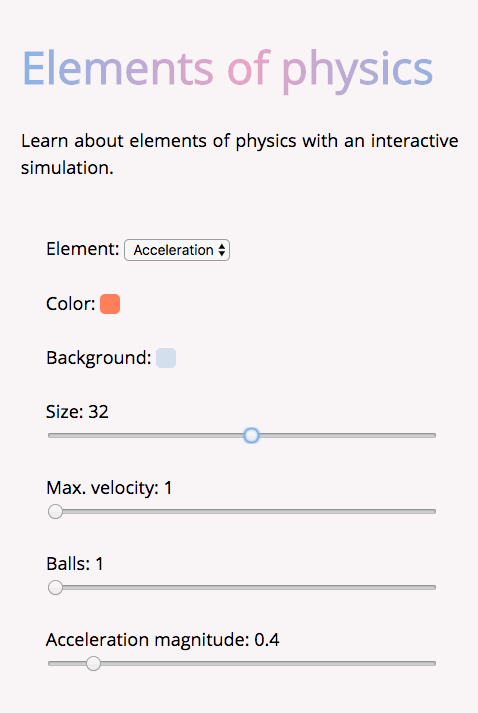 Elements of physics
Learn about elements of physics with an interactive
simulation.
Element: Acceleration
Color:
Background:
Size: 32
Max. velocity: 1
Balls: 1
Acceleration magnitude: 0.4